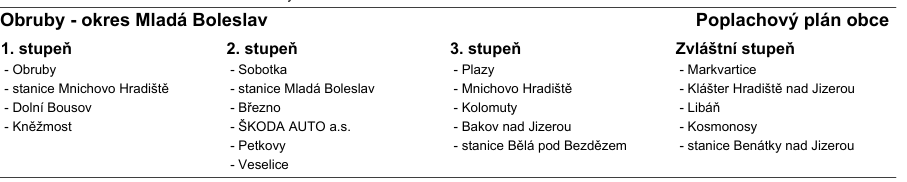 Obruby - okres Mladá Boleslav
Poplachový plán obce
1. stupeň
- Obruby
- stanice Mnichovo Hradiště
- Dolní Bousov
- Kněžmost
2. stupeň
- Sobotka
- stanice Mladá Boleslav
- Březno
- ŠKODA AUTO a.s.
- Petkovy
- Veselice
3. stupeň
- Plazy
- Mnichovo Hradiště
- Kolomuty
- Bakov nad Jizerou
- stanice Bělá pod Bezdězem
Zvláštní stupeň
- Markvartice
- Klášter Hradiště nad Jizerou
- Libáň
- Kosmonosy
- stanice Benátky nad Jizerou